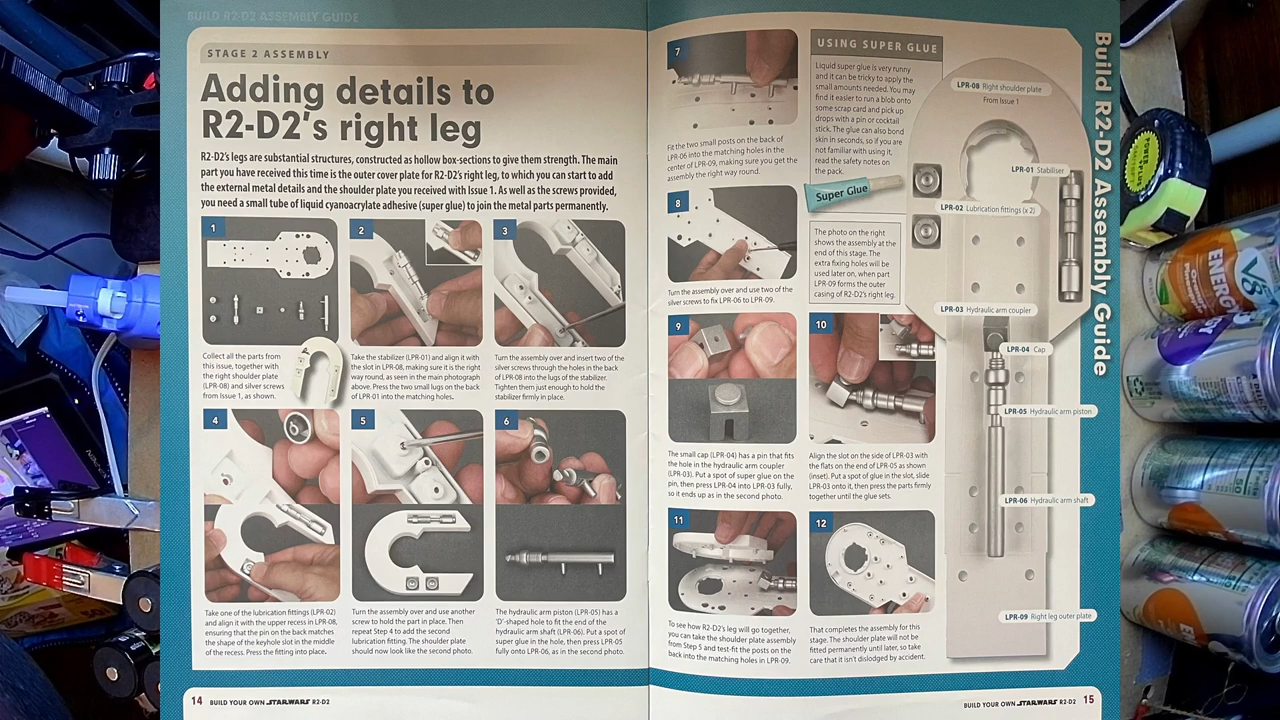 BUILD R2-D2 ASSEMBLY GUIDE
STAGE 2 ASSEMBLY
Adding details to
R2-D2's right leg
R2-D2's legs are substantial structures, constructed as hollow box-sections to give them strength. The main
part you have received this time is the outer cover plate for R2-D2's right leg, to which you can start to add
the external metal details and the shoulder plate you received with Issue 1. As well as the screws provided,
you need a small tube of liquid cyanoacrylate adhesive (super glue) to join the metal parts permanently.
1
Collect all the parts from
this issue, together with
the right shoulder plate
(LPR-08) and silver screws
from Issue 1, as shown.
2
Take the stabilizer (LPR-01) and align it with
the slot in LPR-08, making sure it is the right
way round, as seen in the main photograph
above. Press the two small lugs on the back
of LPR-01 into the matching holes.
3
Turn the assembly over and insert two of the
silver screws through the holes in the back
of LPR-08 into the lugs of the stabilizer.
Tighten them just enough to hold the
stabilizer firmly in place.
4
Take one of the lubrication fittings (LPR-02)
and align it with the upper recess in LPR-08,
ensuring that the pin on the back matches
the shape of the keyhole slot in the middle
of the recess. Press the fitting into place.
5
Turn the assembly over and use another
screw to hold the part in place. Then
repeat Step 4 to add the second
lubrication fitting. The shoulder plate
should now look like the second photo.
6
The hydraulic arm piston (LPR-05) has a
'D'-shaped hole to fit the end of the
hydraulic arm shaft (LPR-06). Put a spot of
super glue in the hole, then press LPR-05
fully onto LPR-06, as in the second photo.
14 BUILD YOUR OWN STAR WARS R2-D2
7
Fit the two small posts on the back of
LPR-06 into the matching holes in the
center of LPR-09, making sure you get the
assembly the right way round.
8
Turn the assembly over and use two of the
silver screws to fix LPR-06 to LPR-09.
9
The small cap (LPR-04) has a pin that fits
the hole in the hydraulic arm coupler
(LPR-03). Put a spot of super glue on the
pin, then press LPR-04 into LPR-03 fully,
so it ends up as in the second photo.
10
Align the slot on the side of LPR-03 with
the flats on the end of LPR-05 as shown
(inset). Put a spot of glue in the slot, slide
LPR-03 onto it, then press the parts firmly
together until the glue sets.
11
To see how R2-D2's leg will go together,
you can take the shoulder plate assembly
from Step 5 and test-fit the posts on the
back into the matching holes in LPR-09.
12
That completes the assembly for this
stage. The shoulder plate will not be
fitted permanently until later, so take
care that it isn't dislodged by accident.
USING SUPER GLUE
Liquid super glue is very runny
and it can be tricky to apply the
small amounts needed. You may
find it easier to run a blob onto
some scrap card and pick up
drops with a pin or cocktail
stick. The glue can also bond
skin in seconds, so if you are
not familiar with using it,
read the safety notes on
the pack.
Super Glue
The photo on the right
shows the assembly at the
end of this stage. The
extra fixing holes will be
used later on, when part
LPR-09 forms the outer
casing of R2-D2's right leg.
LPR-08 Right shoulder plate
From Issue 1
LPR-01 Stabiliser
LPR-02 Lubrication fittings (x 2)
LPR-03 Hydraulic arm coupler
LPR-04 Cap
LPR-05 Hydraulic arm piston
LPR-06 Hydraulic arm shaft
LPR-09 Right leg outer plate
Build R2-D2 Assembly Guide
BUILD YOUR OWN STAR WARS R2-D2 15
V8
ENERGY